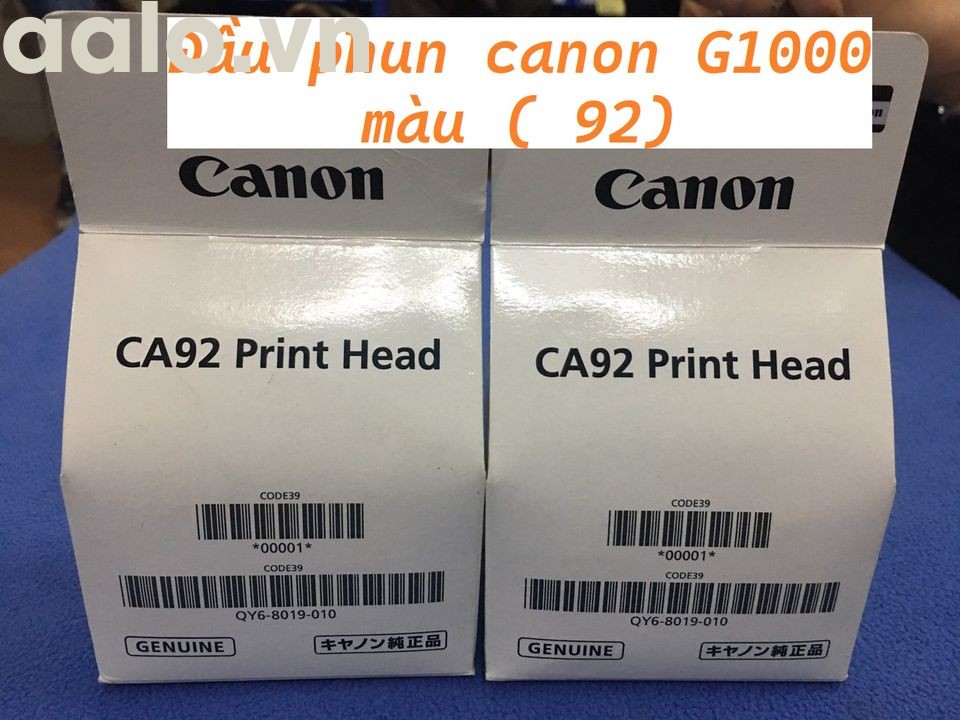 aalo.vn
Đầu phun canon G1000
màu ( 92)
Canon
CA92 Print Head
CODE39
*00001*
CODE39
QY6-8019-010
GENUINE
キヤノン純正品
Canon
CA92 Print Head
CODE39
*00001*
CODE39
QY6-8019-010
GENUINE
キヤノン純正品